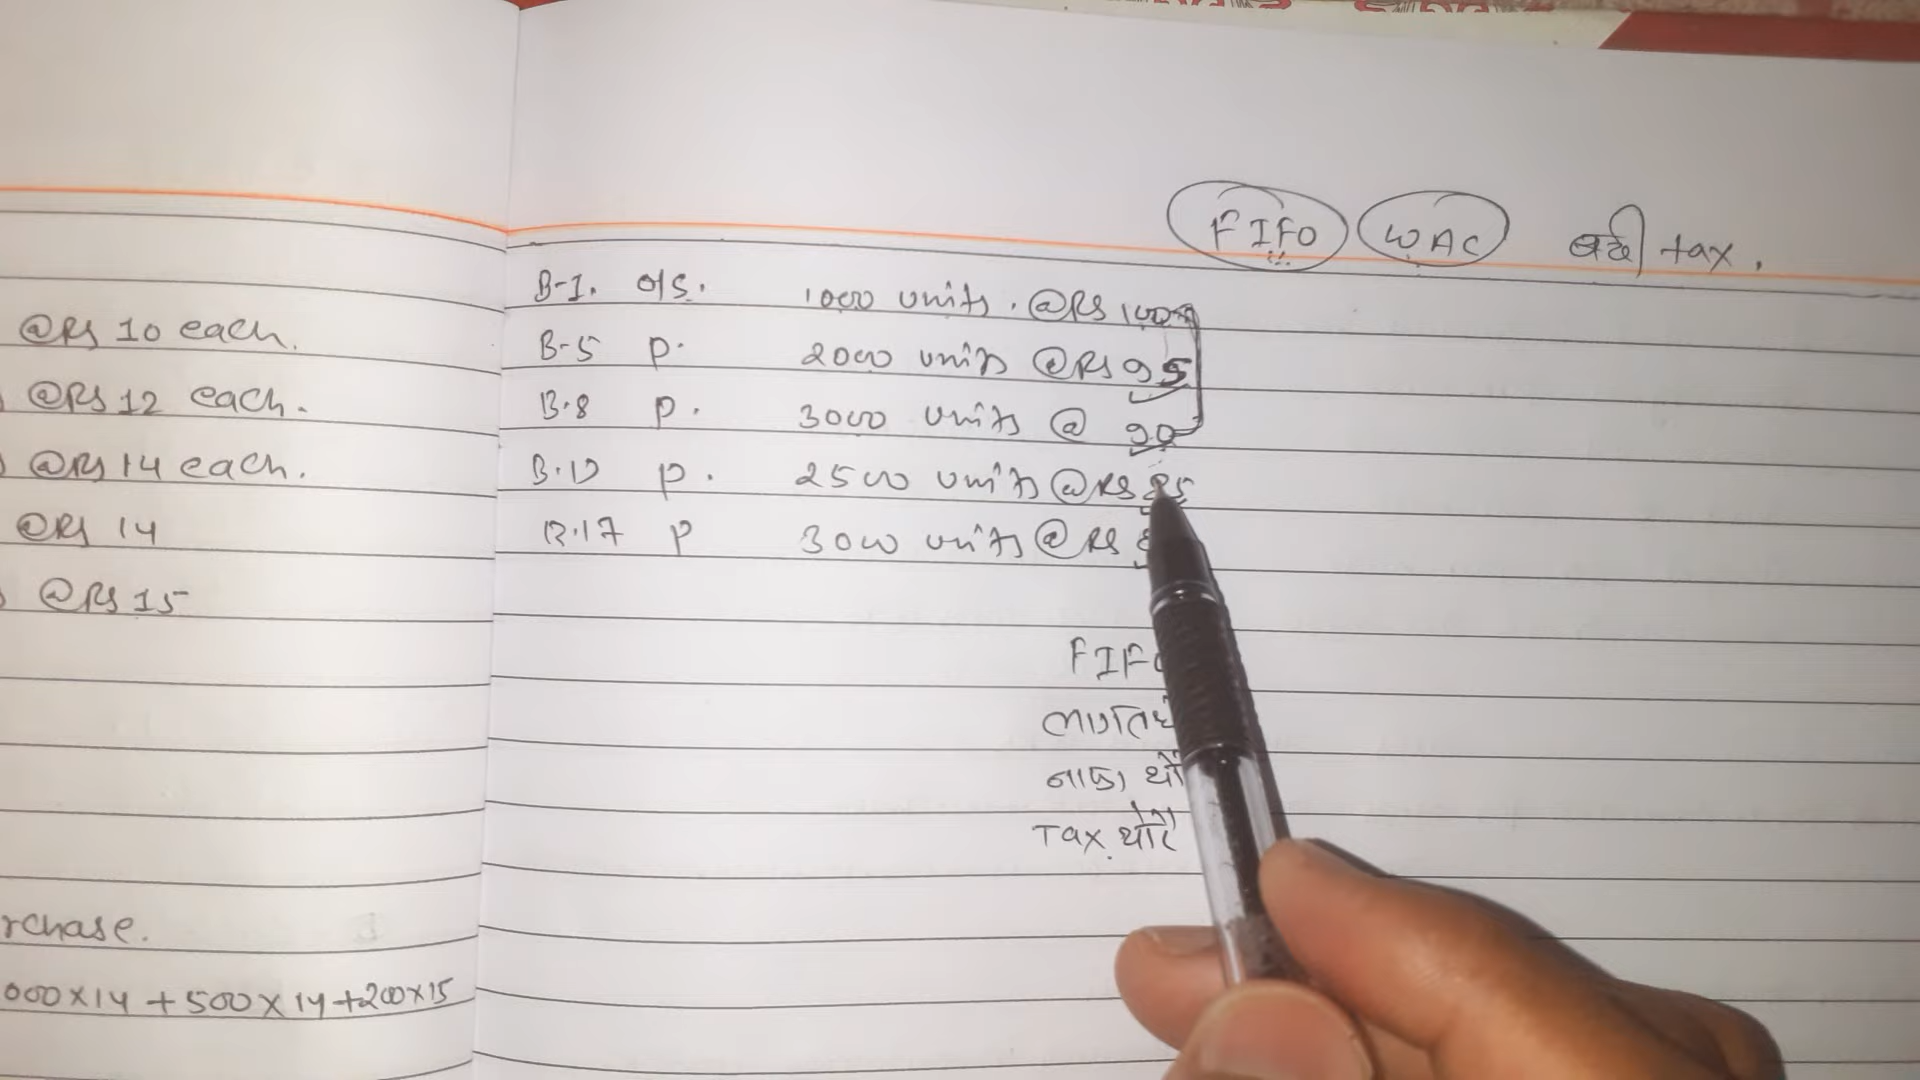 @Rs 10 each.
@Rs 12 each.
@Rs 14 each.
@Rs 14
@Rs 15
rchase.
000×14 + 500×14+200×15
FIFO WAC बढी tax.
B-1. o/s. 1000 units. @Rs 100
B-5 p. 2000 units @Rs 95
B.8 p. 3000 units @ 90
p. 2500 units @Rs 85
B.17 p 3000 units @Rs
FIFO
नाफा
Tax